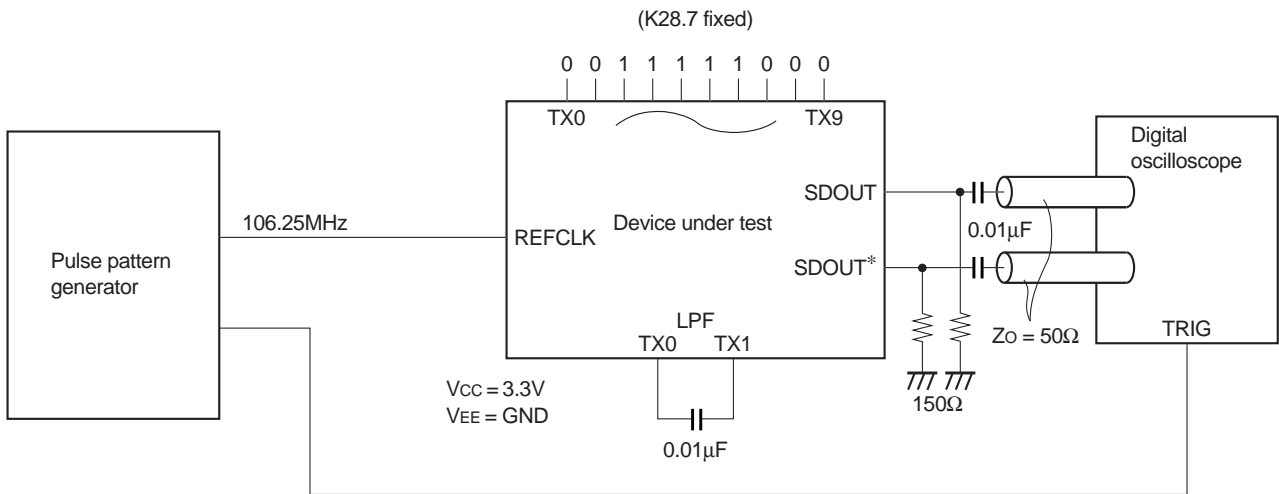 (K28.7 fixed)
0 0 1 1 1 1 1 0 0 0
TX0 TX9
Digital
oscilloscope
SDOUT
0.01μF
106.25MHz
REFCLK
Device under test
SDOUT*
Pulse pattern
generator
LPF
TX0 TX1
TRIG
ZO = 50Ω
VCC = 3.3V
VEE = GND
150Ω
0.01μF